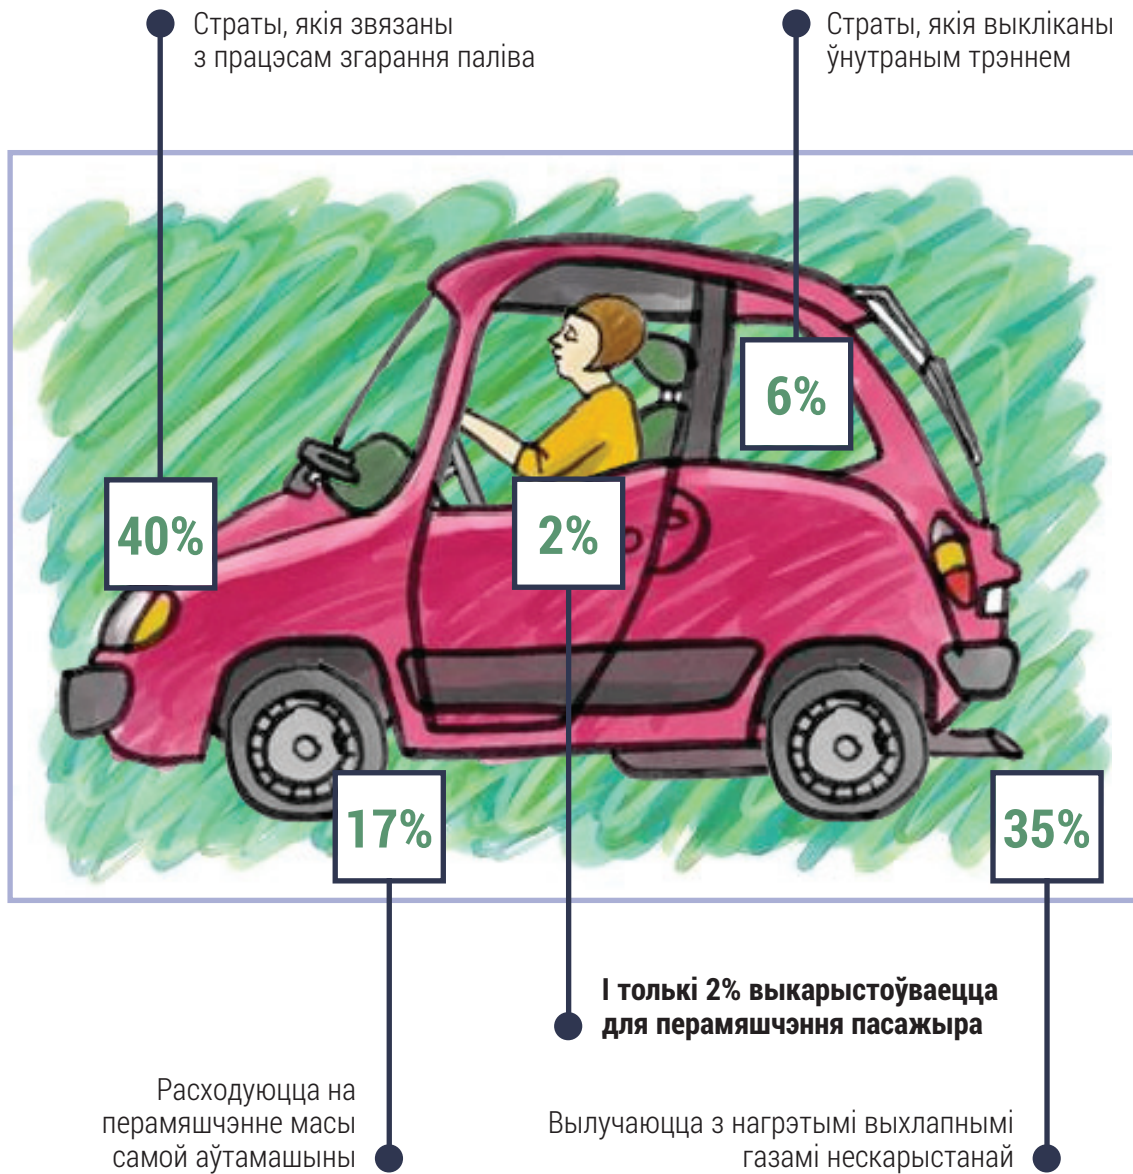 Страты, якія звязаны
з працэсам згарання паліва
Страты, якія выкліканы
ўнутраным трэннем
6%
40%
2%
17%
35%
І толькі 2% выкарыстоўваецца
для перамяшчэння пасажыра
Расходуюцца на
перамяшчэнне масы
самой аўтамашыны
Вылучаюцца з нагрэтымі выхлапнымі
газамі нескарыстанай